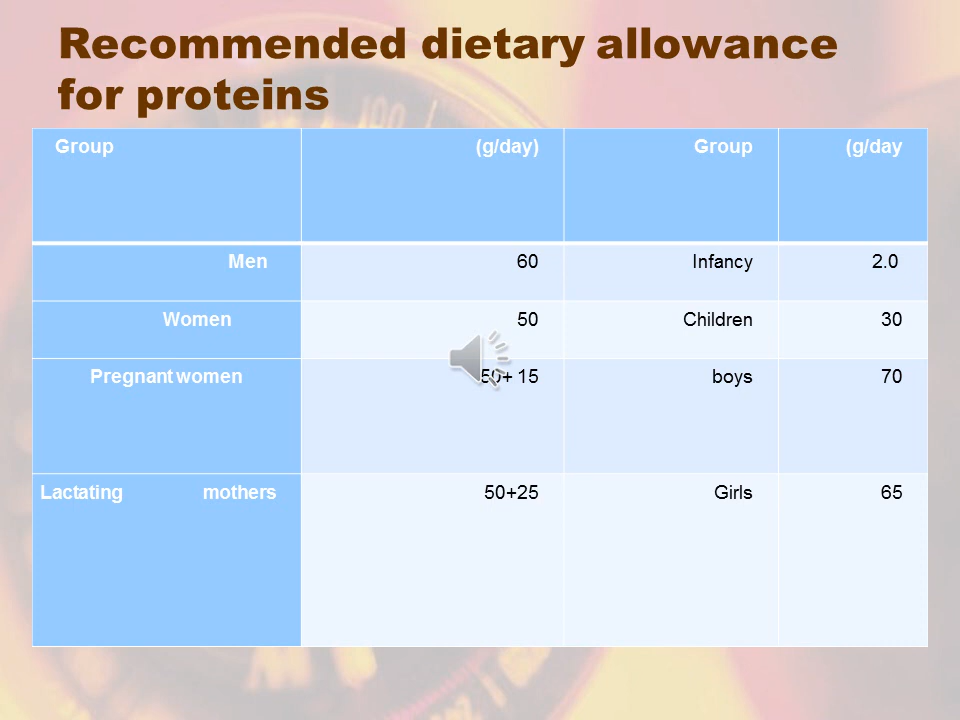 Recommended dietary allowance
for proteins
Group (g/day) Group (g/day
Men 60 Infancy 2.0
Women 50 Children 30
Pregnant women 50+ 15 boys 70
Lactating mothers 50+25 Girls 65